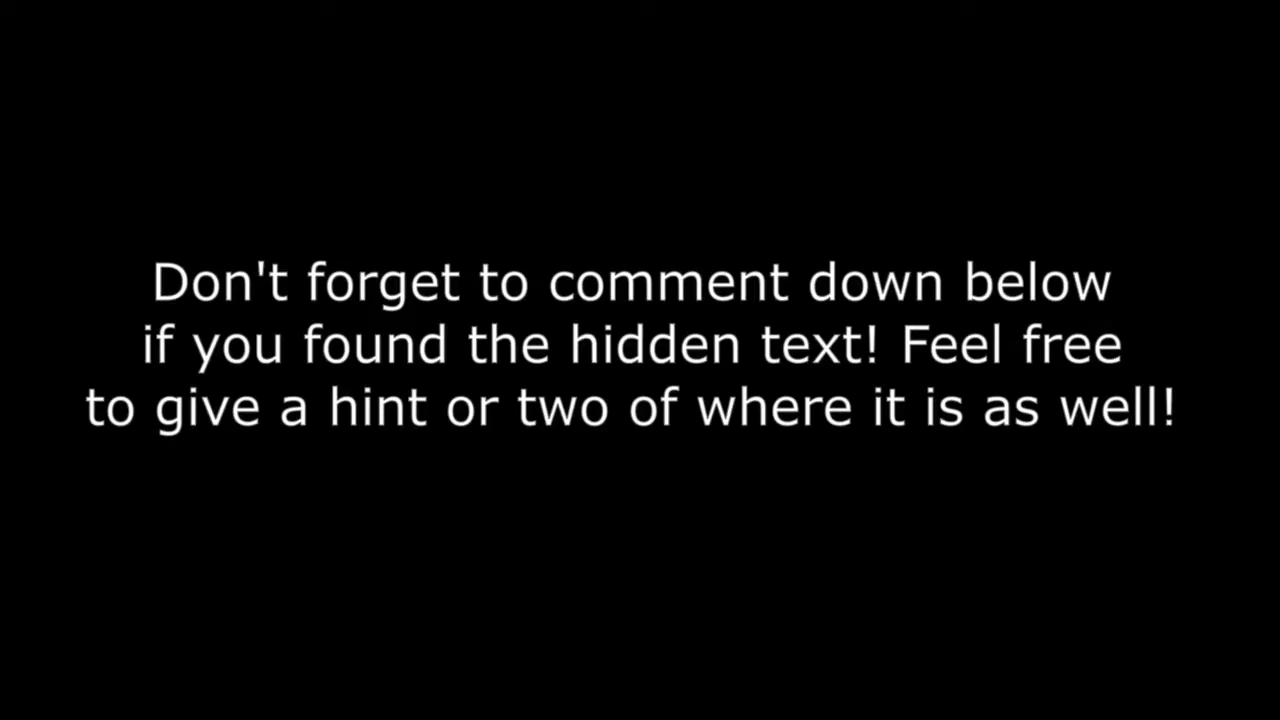 Don't forget to comment down below
if you found the hidden text! Feel free
to give a hint or two of where it is as well!